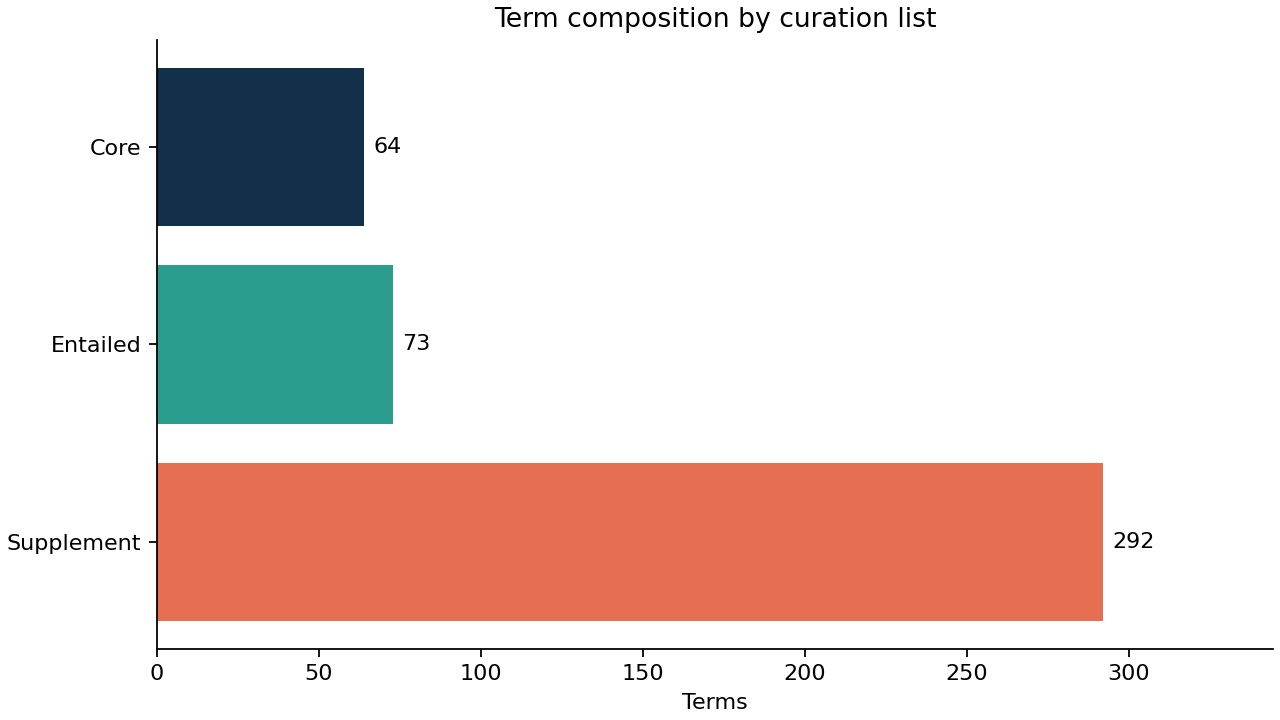 Term composition by curation list
Core
64
Entailed
73
Supplement
292
0 50 100 150 200 250 300
Terms